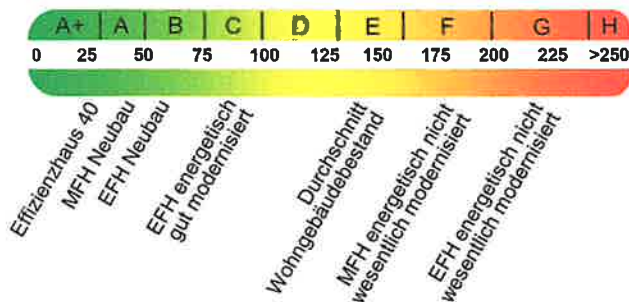 A+ A B C D E F G H
0 25 50 75 100 125 150 175 200 225 >250
Effizienzhaus 40
MFH Neubau
EFH Neubau
EFH energetisch
gut modernisiert
Durchschnitt
Wohngebäudebestand
MFH energetisch nicht
wesentlich modernisiert
EFH energetisch nicht
wesentlich modernisiert